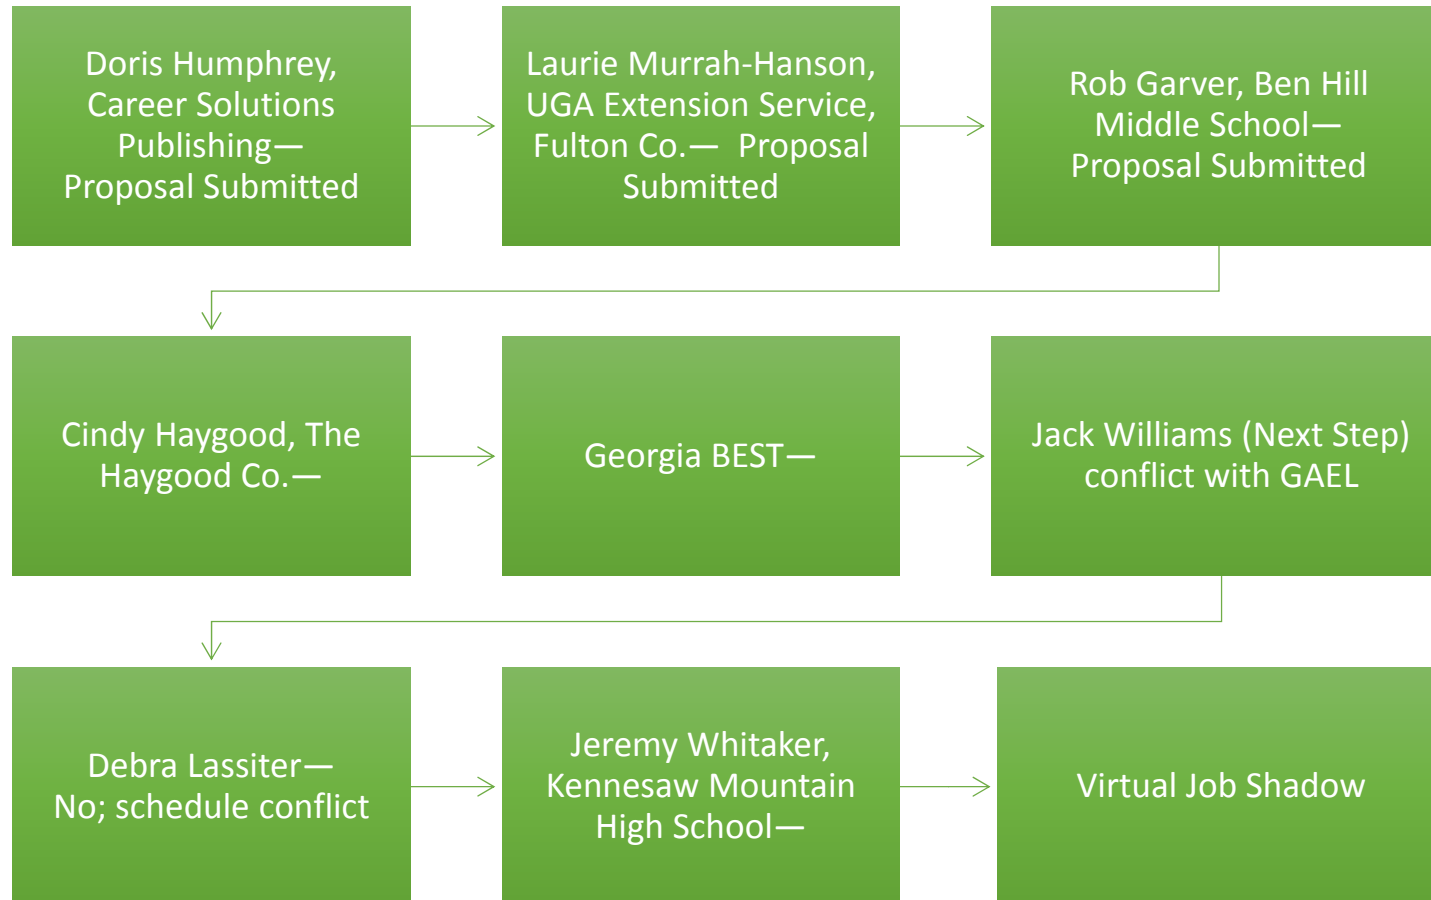 Doris Humphrey,
Career Solutions
Publishing—
Proposal Submitted
Laurie Murrah-Hanson,
UGA Extension Service,
Fulton Co.— Proposal
Submitted
Rob Garver, Ben Hill
Middle School—
Proposal Submitted
Cindy Haygood, The
Haygood Co.—
Georgia BEST—
Jack Williams (Next Step)
conflict with GAEL
Debra Lassiter—
No; schedule conflict
Jeremy Whitaker,
Kennesaw Mountain
High School—
Virtual Job Shadow